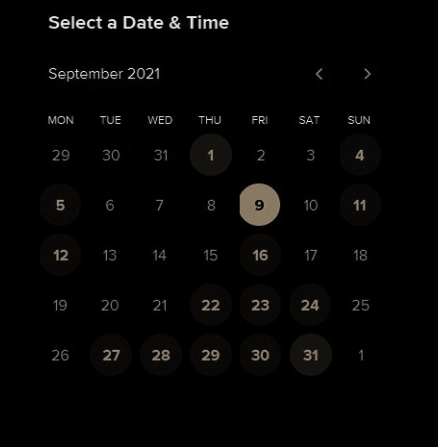 Select a Date & Time
September 2021
MON TUE WED THU FRI SAT SUN
29 30 31 1 2 3 4
5 6 7 8 9 10 11
12 13 14 15 16 17 18
19 20 21 22 23 24 25
26 27 28 29 30 31 1